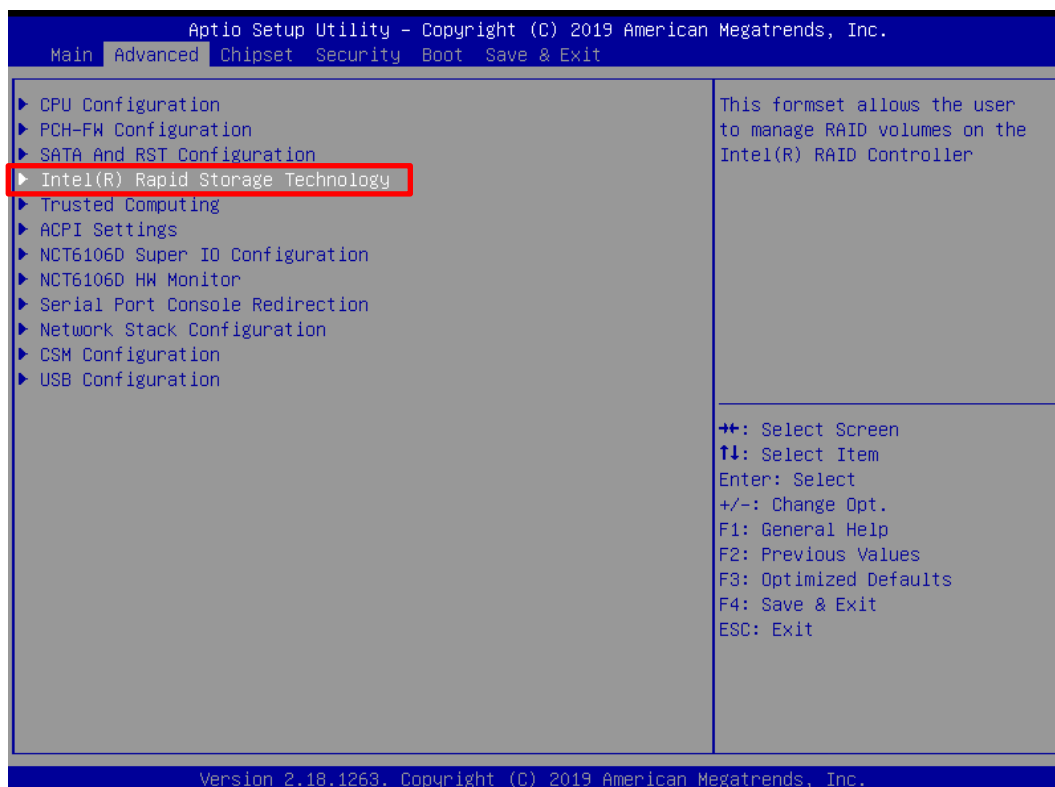 Aptio Setup Utility – Copyright (C) 2019 American Megatrends, Inc.
Main Advanced Chipset Security Boot Save & Exit
CPU Configuration
PCH-FW Configuration
SATA And RST Configuration
Intel(R) Rapid Storage Technology
Trusted Computing
ACPI Settings
NCT6106D Super IO Configuration
NCT6106D HW Monitor
Serial Port Console Redirection
Network Stack Configuration
CSM Configuration
USB Configuration
This formset allows the user
to manage RAID volumes on the
Intel(R) RAID Controller
→←: Select Screen
↑↓: Select Item
Enter: Select
+/-: Change Opt.
F1: General Help
F2: Previous Values
F3: Optimized Defaults
F4: Save & Exit
ESC: Exit
Version 2.18.1263. Copyright (C) 2019 American Megatrends, Inc.